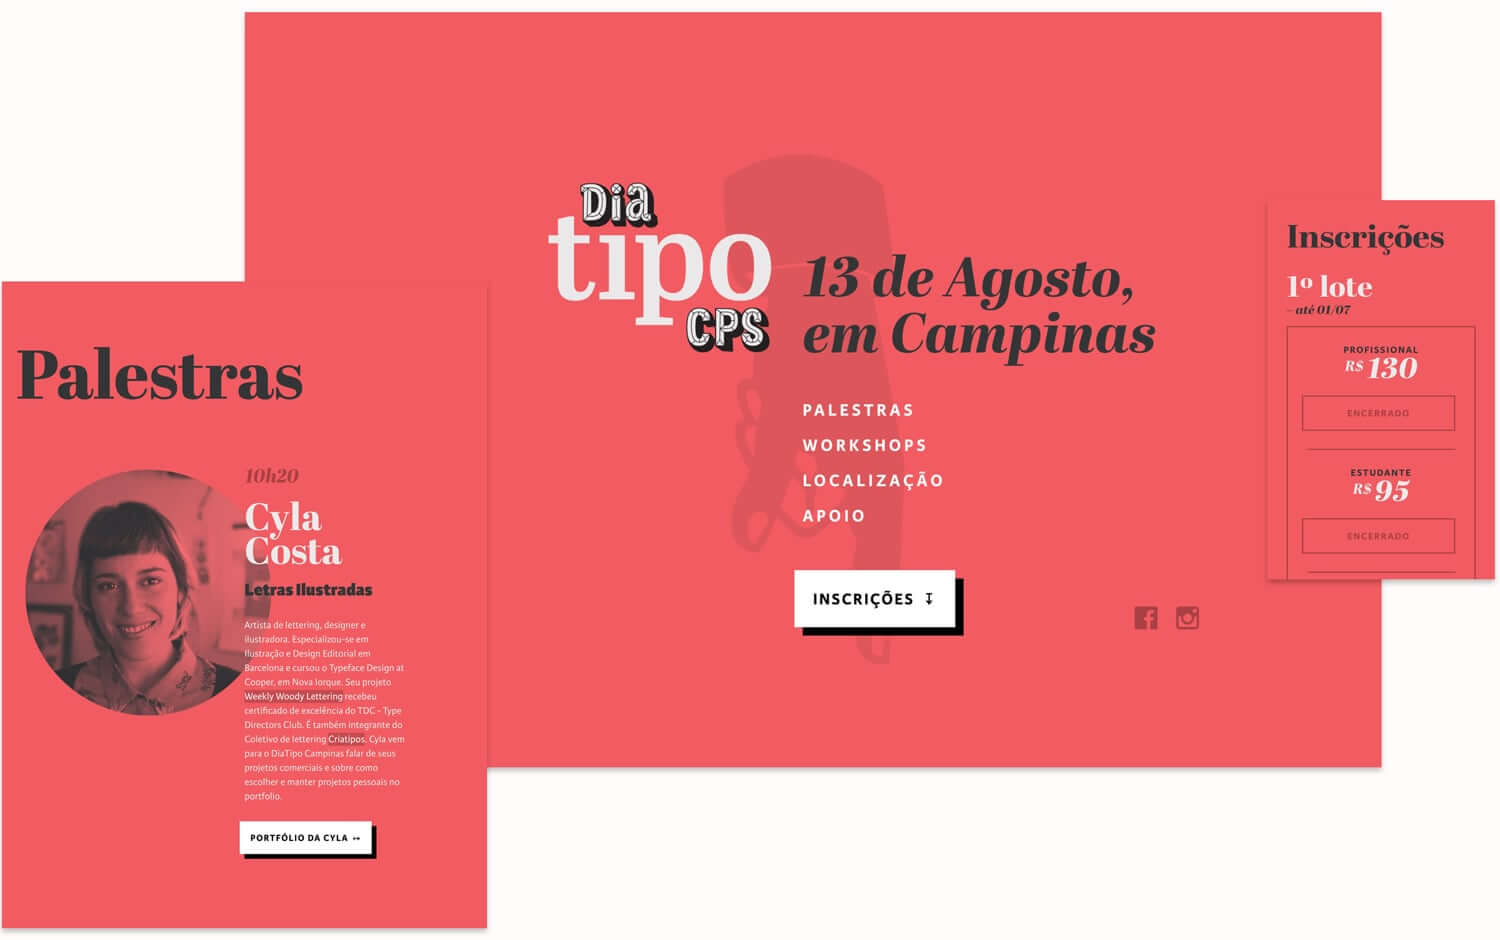 Dia
tipo
CPS
13 de Agosto,
em Campinas
PALESTRAS
WORKSHOPS
LOCALIZAÇÃO
APOIO
INSCRIÇÕES ↧
Palestras
10h20
Cyla
Costa
Letras Ilustradas
Artista de lettering, designer e
ilustradora. Especializou-se em
Ilustração e Design Editorial em
Barcelona e cursou o Typeface Design at
Cooper, em Nova Iorque. Seu projeto
Weekly Woody Lettering recebeu
certificado de excelência do TDC - Type
Directors Club. É também integrante do
Coletivo de lettering Criatipos. Cyla vem
para o DiaTipo Campinas falar de seus
projetos comerciais e sobre como
escolher e manter projetos pessoais no
portfolio.
PORTFÓLIO DA CYLA ↦
Inscrições
1º lote
– até 01/07
PROFISSIONAL
R$ 130
ENCERRADO
ESTUDANTE
R$ 95
ENCERRADO